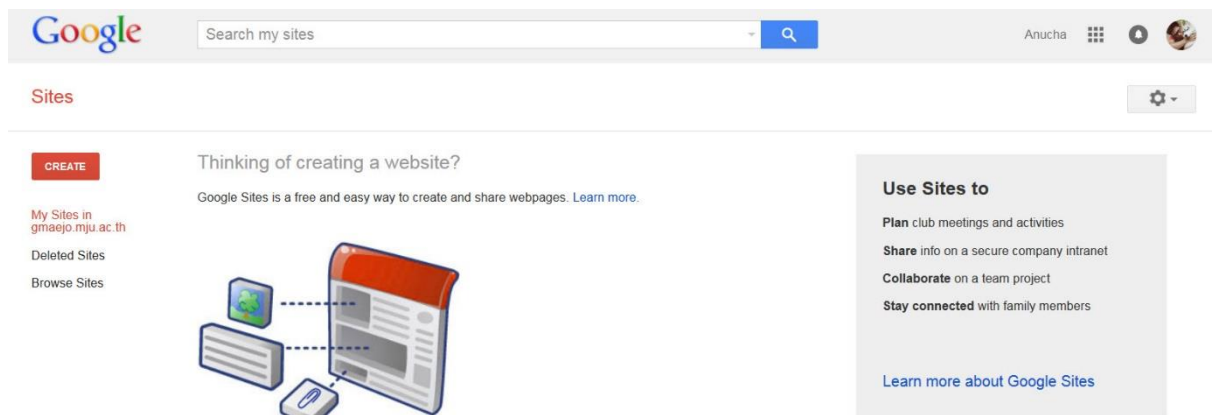 Google
Search my sites
Anucha
Sites
CREATE
My Sites in
gmaejo.mju.ac.th
Deleted Sites
Browse Sites
Thinking of creating a website?
Google Sites is a free and easy way to create and share webpages. Learn more.
Use Sites to
Plan club meetings and activities
Share info on a secure company intranet
Collaborate on a team project
Stay connected with family members
Learn more about Google Sites